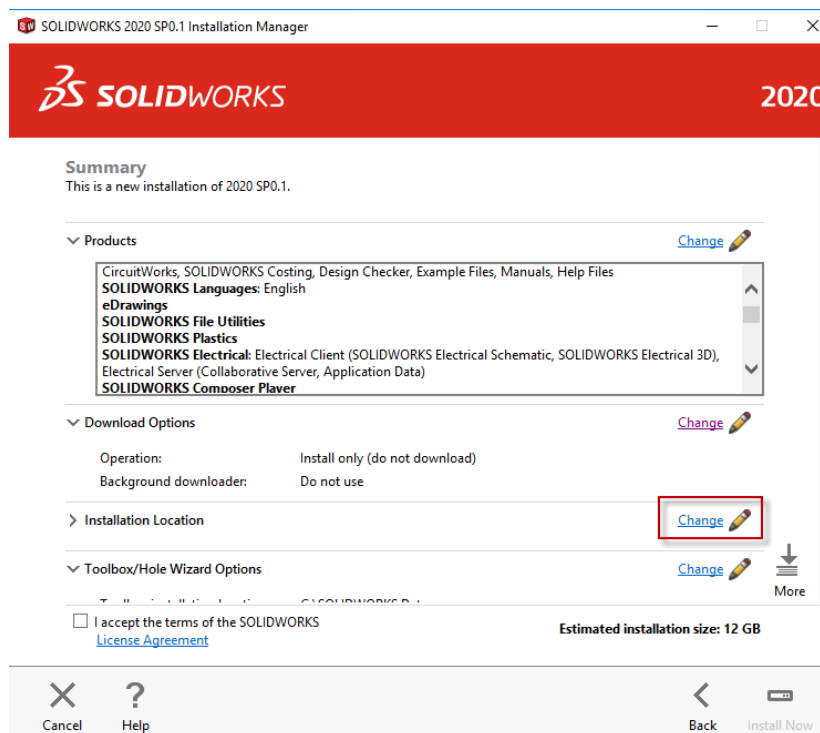 SOLIDWORKS 2020 SP0.1 Installation Manager
SOLIDWORKS
2020
Summary
This is a new installation of 2020 SP0.1.
Products
Change
CircuitWorks, SOLIDWORKS Costing, Design Checker, Example Files, Manuals, Help Files
SOLIDWORKS Languages: English
eDrawings
SOLIDWORKS File Utilities
SOLIDWORKS Plastics
SOLIDWORKS Electrical: Electrical Client (SOLIDWORKS Electrical Schematic, SOLIDWORKS Electrical 3D),
Electrical Server (Collaborative Server, Application Data)
SOLIDWORKS Composer Player
Download Options
Change
Operation: Install only (do not download)
Background downloader: Do not use
Installation Location
Change
Toolbox/Hole Wizard Options
Change
More
I accept the terms of the SOLIDWORKS
License Agreement
Estimated installation size: 12 GB
Cancel
Help
Back
Install Now